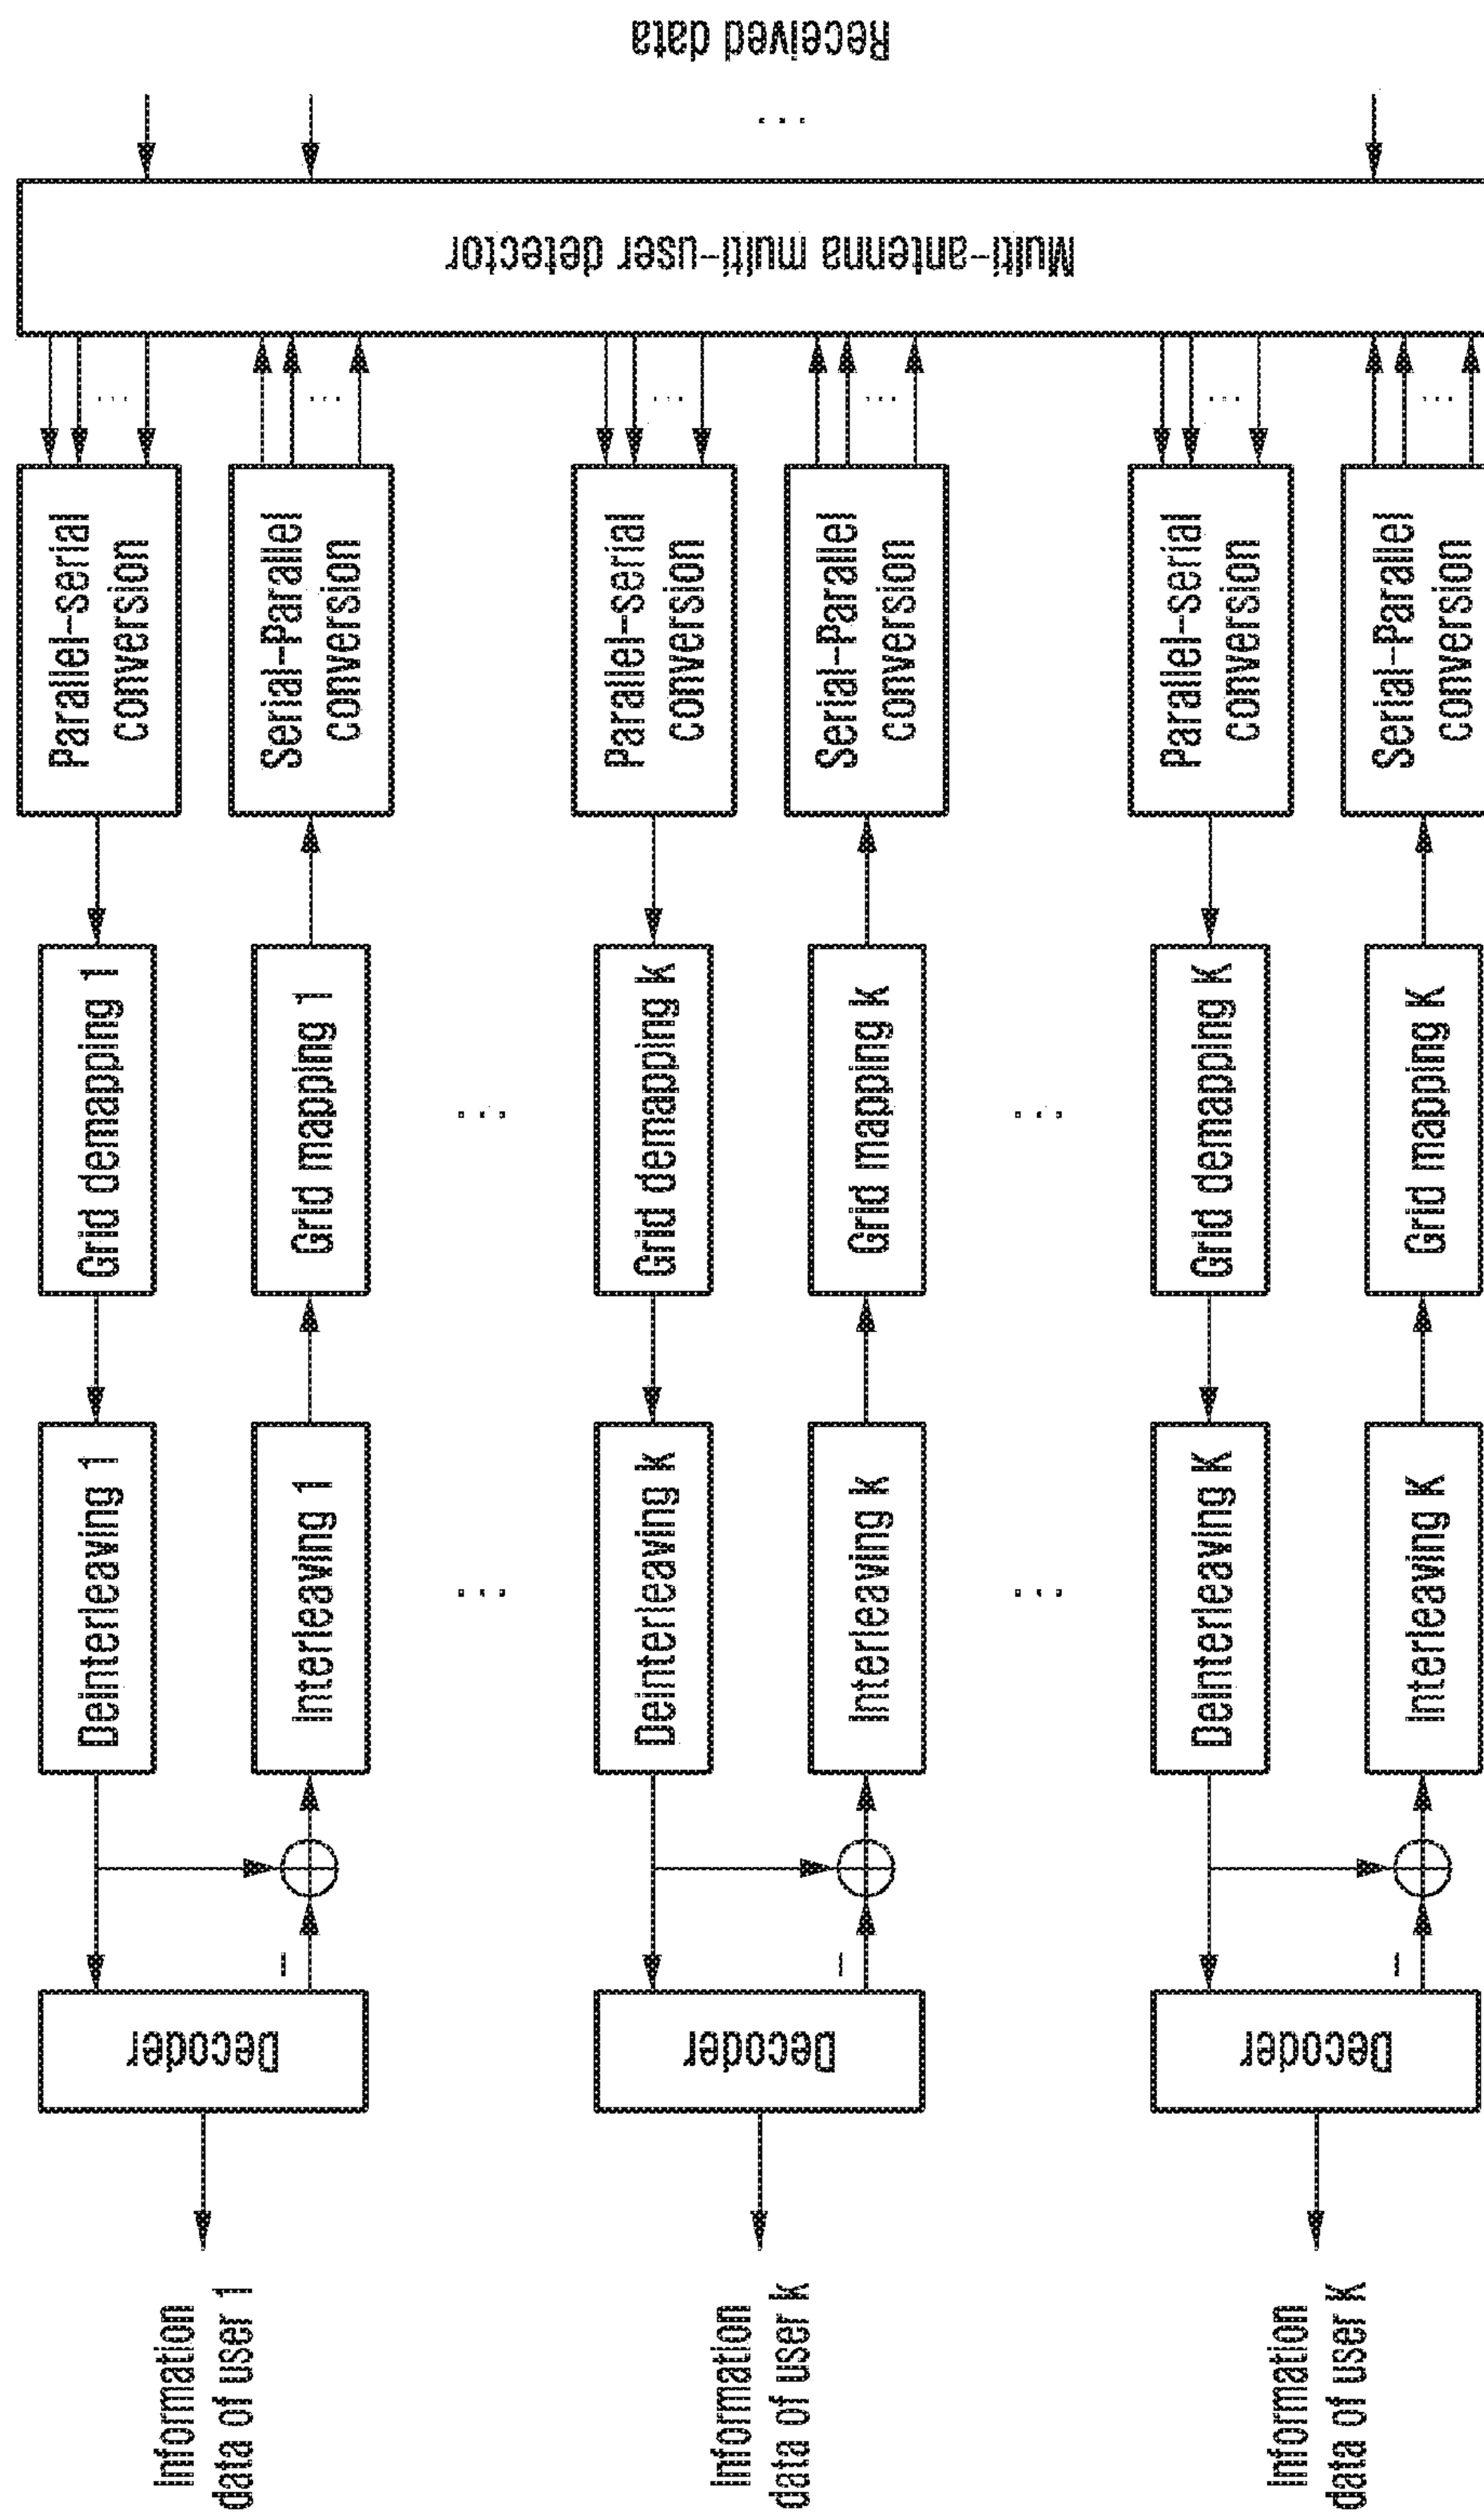 Information
data of user 1
Decoder
Deinterleaving 1
Grid demapping 1
Parallel-serial
conversion
Interleaving 1
Grid mapping 1
Serial-Parallel
conversion
Information
data of user k
Decoder
Deinterleaving k
Grid demapping k
Parallel-serial
conversion
Interleaving k
Grid mapping k
Serial-Parallel
conversion
Information
data of user K
Decoder
Deinterleaving K
Grid demapping K
Parallel-serial
conversion
Interleaving K
Grid mapping K
Serial-Parallel
conversion
Multi-antenna multi-user detector
Received data